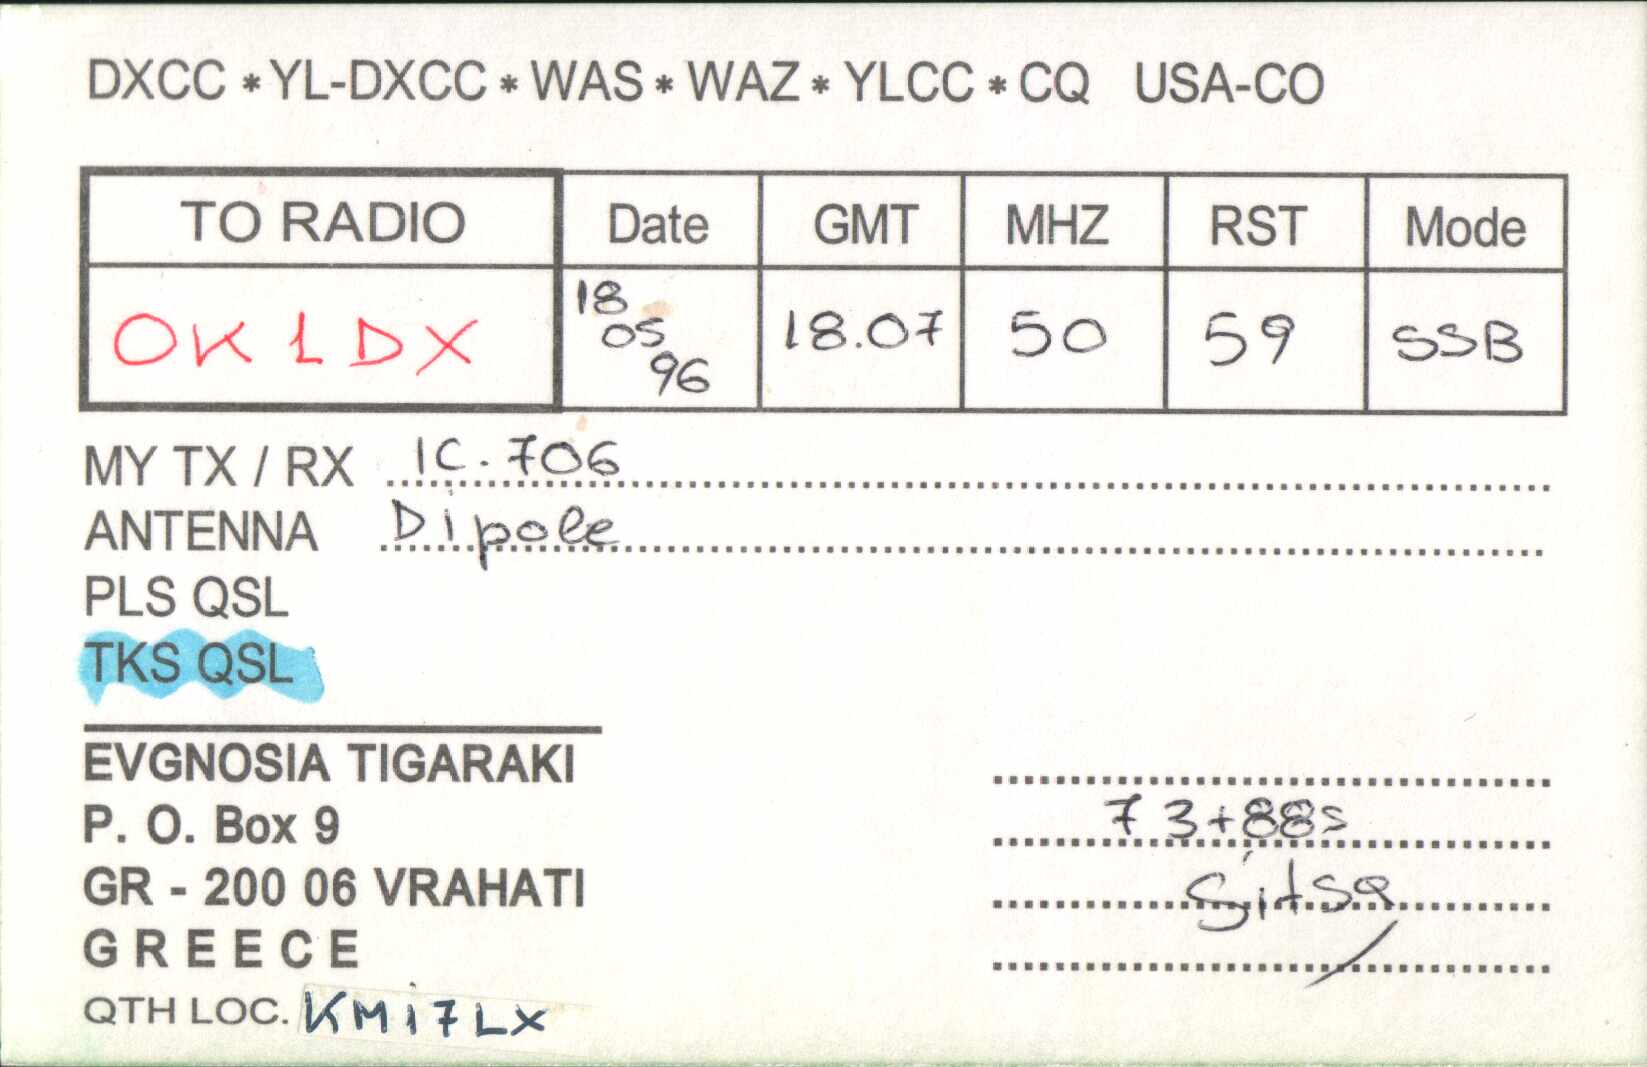 DXCC * YL-DXCC * WAS * WAZ * YLCC * CQ USA-CO
TO RADIO Date GMT MHZ RST Mode
OK1DX 18 05 96 18.07 50 59 SSB
MY TX / RX IC-706
ANTENNA Dipole
PLS QSL
TKS QSL
EVGNOSIA TIGARAKI
P. O. Box 9
73+88s
GR - 200 06 VRAHATI
Sitsa
GREECE
QTH LOC. KM17LX